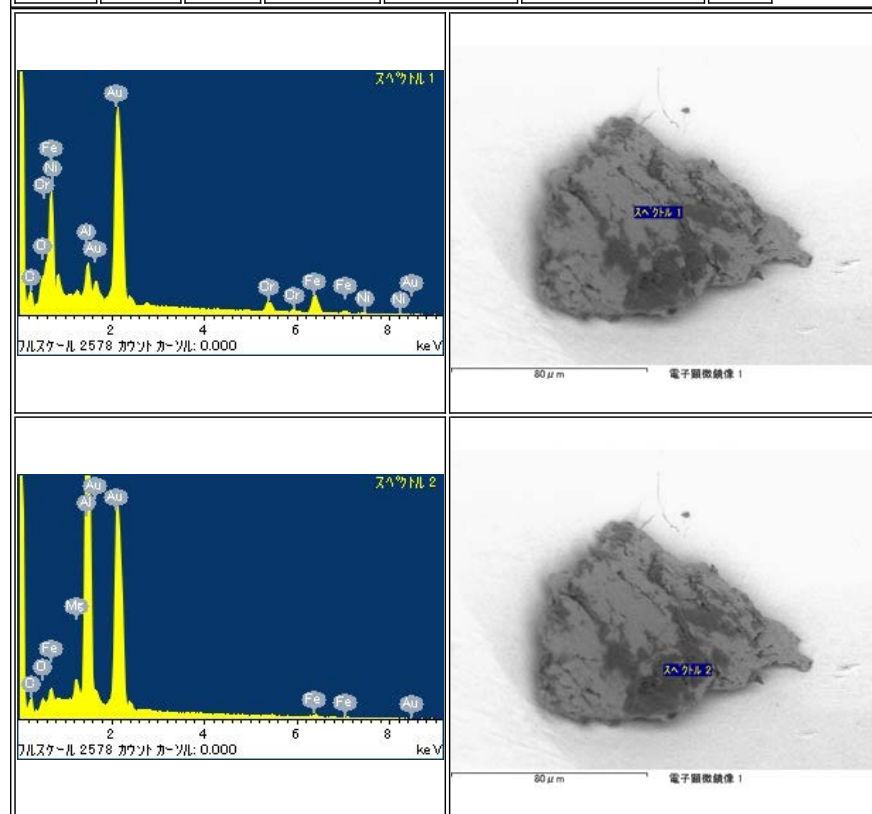 スペクトル 1
Au
Fe
Ni
Cr
O
C
Al
Au
Cr
Cr
Fe
Fe
Ni
Ni
Au
2
4
6
8
フルスケール 2578 カウント カーソル: 0.000
keV
スペクトル 1
80μm
電子顕微鏡像 1
スペクトル 2
Au
Al
Au
Mg
Fe
O
C
Fe
Fe
Au
2
4
6
8
フルスケール 2578 カウント カーソル: 0.000
keV
スペクトル 2
80μm
電子顕微鏡像 1